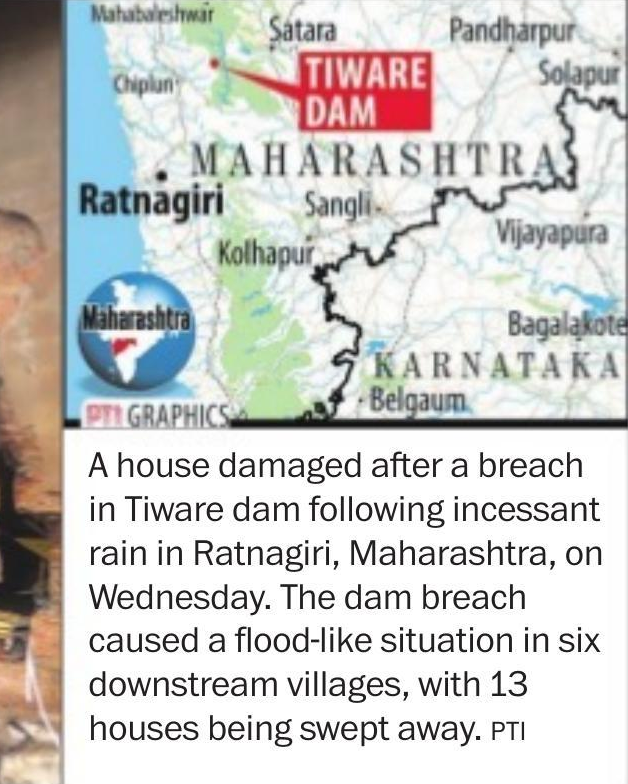 Mahabaleshwar
Satara
Pandharpur
Chiplun
TIWARE
DAM
Solapur
MAHARASHTRA
Ratnagiri
Sangli
Vijayapura
Kolhapur
Maharashtra
Bagalakote
KARNATAKA
Belgaum
PTI GRAPHICS
A house damaged after a breach
in Tiware dam following incessant
rain in Ratnagiri, Maharashtra, on
Wednesday. The dam breach
caused a flood-like situation in six
downstream villages, with 13
houses being swept away. PTI